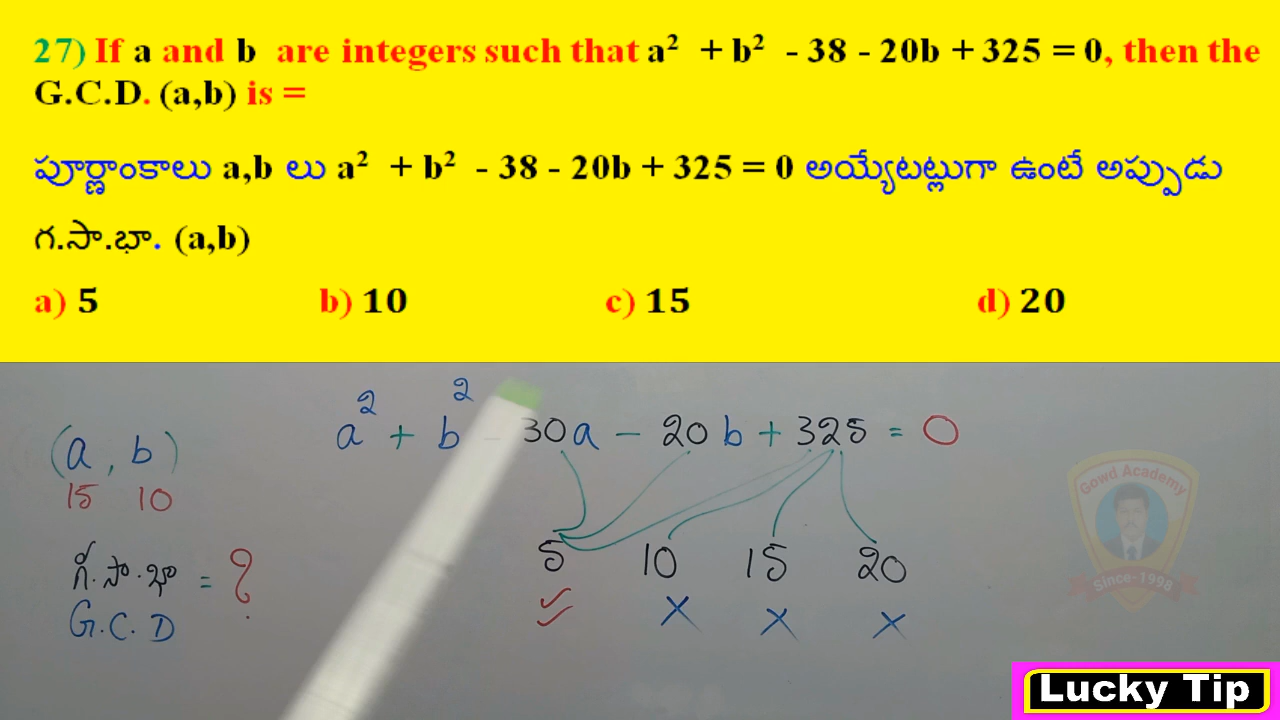 27) If a and b are integers such that a² + b² - 38 - 20b + 325 = 0, then the
G.C.D. (a,b) is =
పూర్ణాంకాలు a,b లు a² + b² - 38 - 20b + 325 = 0 అయ్యేటట్లుగా ఉంటే అప్పుడు
గ.సా.భా. (a,b)
a) 5 b) 10 c) 15 d) 20
a² + b² - 30a - 20b + 325 = 0
(a, b)
15 10
5 10 15 20
గ.సా.భా = ?
G.C.D
Gowd Academy
Since-1998
Lucky Tip